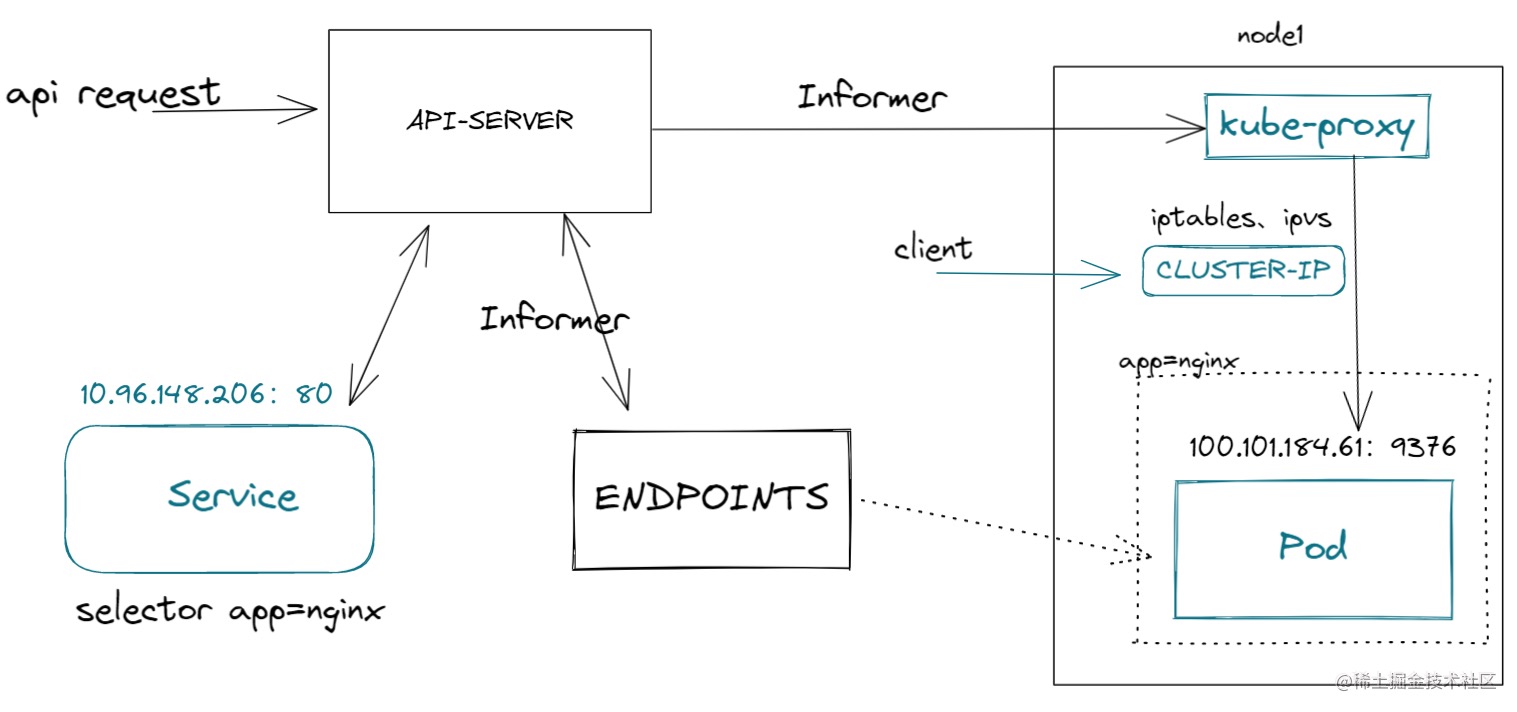 node1
api request
API-SERVER
Informer
kube-proxy
iptables、ipvs
client
CLUSTER-IP
Informer
app=nginx
10.96.148.206: 80
100.101.184.61: 9376
Service
ENDPOINTS
Pod
selector app=nginx
@稀土掘金技术社区